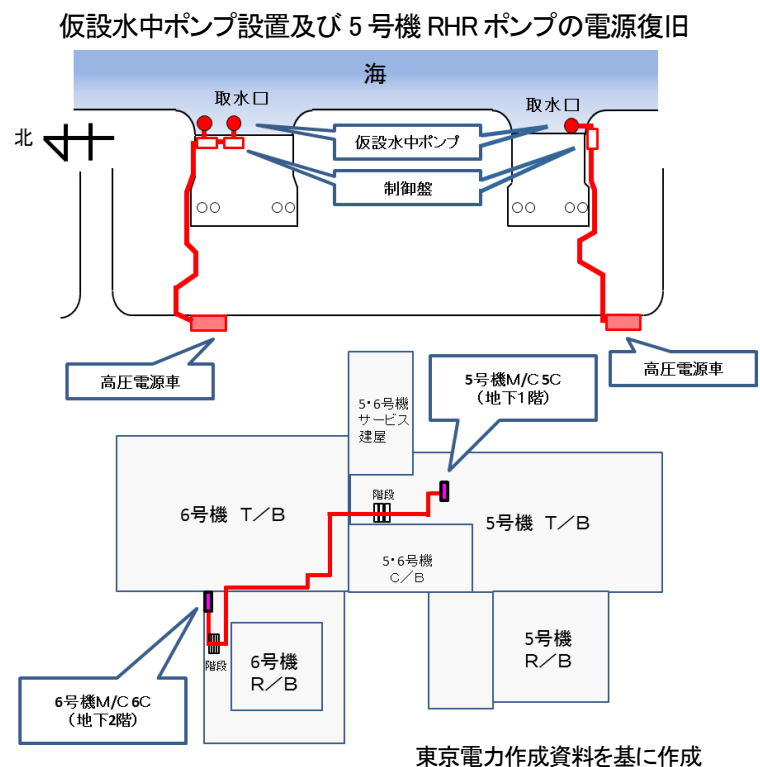 仮設水中ポンプ設置及び5号機RHRポンプの電源復旧
海
取水口
取水口
北
仮設水中ポンプ
制御盤
高圧電源車
高圧電源車
5号機M/C 5C
（地下1階）
5・6号機
サービス
建屋
階段
6号機 T／B
5号機 T／B
5・6号機
C／B
階段
6号機
R／B
5号機
R／B
6号機M/C 6C
（地下2階）
東京電力作成資料を基に作成